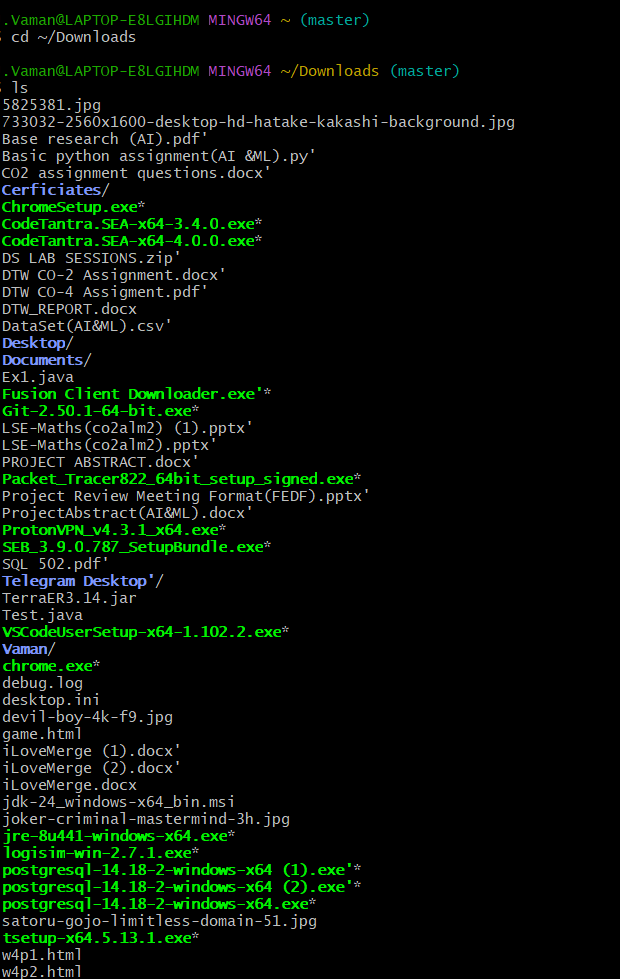 .Vaman@LAPTOP-E8LGIHDM MINGW64 ~ (master)
$ cd ~/Downloads
.Vaman@LAPTOP-E8LGIHDM MINGW64 ~/Downloads (master)
$ ls
5825381.jpg
733032-2560x1600-desktop-hd-hatake-kakashi-background.jpg
Base research (AI).pdf'
Basic python assignment(AI &ML).py'
CO2 assignment questions.docx'
Cerficiates/
ChromeSetup.exe*
CodeTantra.SEA-x64-3.4.0.exe*
CodeTantra.SEA-x64-4.0.0.exe*
DS LAB SESSIONS.zip'
DTW CO-2 Assignment.docx'
DTW CO-4 Assigment.pdf'
DTW_REPORT.docx
DataSet(AI&ML).csv'
Desktop/
Documents/
Ex1.java
Fusion Client Downloader.exe'*
Git-2.50.1-64-bit.exe*
LSE-Maths(co2alm2) (1).pptx'
LSE-Maths(co2alm2).pptx'
PROJECT ABSTRACT.docx'
Packet_Tracer822_64bit_setup_signed.exe*
Project Review Meeting Format(FEDF).pptx'
ProjectAbstract(AI&ML).docx'
ProtonVPN_v4.3.1_x64.exe*
SEB_3.9.0.787_SetupBundle.exe*
SQL 502.pdf'
Telegram Desktop'/
TerraER3.14.jar
Test.java
VSCodeUserSetup-x64-1.102.2.exe*
Vaman/
chrome.exe*
debug.log
desktop.ini
devil-boy-4k-f9.jpg
game.html
iLoveMerge (1).docx'
iLoveMerge (2).docx'
iLoveMerge.docx
jdk-24_windows-x64_bin.msi
joker-criminal-mastermind-3h.jpg
jre-8u441-windows-x64.exe*
logisim-win-2.7.1.exe*
postgresql-14.18-2-windows-x64 (1).exe'*
postgresql-14.18-2-windows-x64 (2).exe'*
postgresql-14.18-2-windows-x64.exe*
satoru-gojo-limitless-domain-51.jpg
tsetup-x64.5.13.1.exe*
w4p1.html
w4p2.html